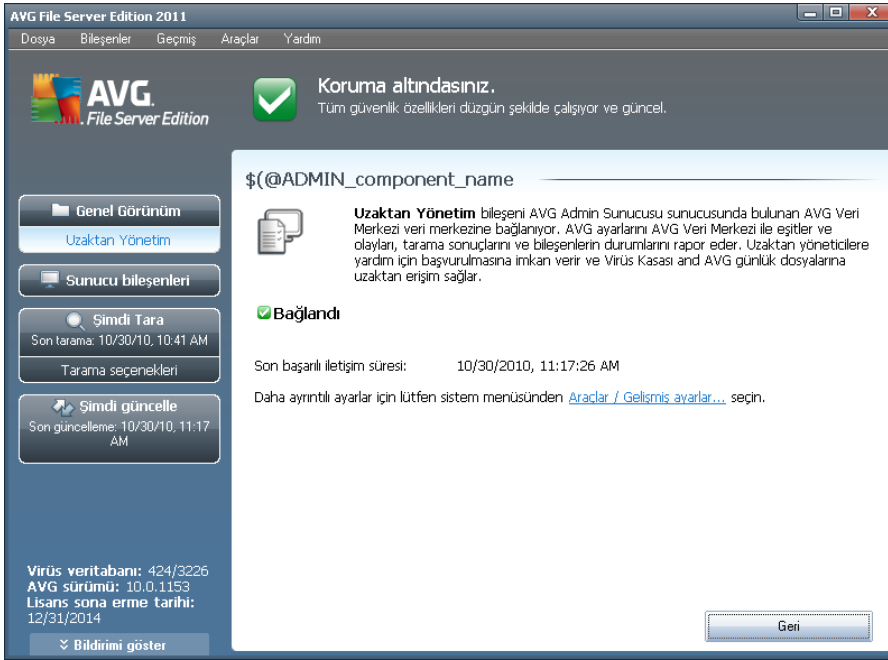 AVG File Server Edition 2011
Dosya Bileşenler Geçmiş Araçlar Yardım
AVG.
File Server Edition
Koruma altındasınız.
Tüm güvenlik özellikleri düzgün şekilde çalışıyor ve güncel.
Genel Görünüm
Uzaktan Yönetim
Sunucu bileşenleri
Şimdi Tara
Son tarama: 10/30/10, 10:41 AM
Tarama seçenekleri
Şimdi güncelle
Son güncelleme: 10/30/10, 11:17
AM
Virüs veritabanı: 424/3226
AVG sürümü: 10.0.1153
Lisans sona erme tarihi:
12/31/2014
Bildirimi göster
$(@ADMIN_component_name
Uzaktan Yönetim bileşeni AVG Admin Sunucusu sunucusunda bulunan AVG Veri
Merkezi veri merkezine bağlanıyor. AVG ayarlarını AVG Veri Merkezi ile eşitler ve
olayları, tarama sonuçlarını ve bileşenlerin durumlarını rapor eder. Uzaktan yöneticilere
yardım için başvurulmasına imkan verir ve Virüs Kasası and AVG günlük dosyalarına
uzaktan erişim sağlar.
Bağlandı
Son başarılı iletişim süresi: 10/30/2010, 11:17:26 AM
Daha ayrıntılı ayarlar için lütfen sistem menüsünden Araçlar / Gelişmiş ayarlar... seçin.
Geri